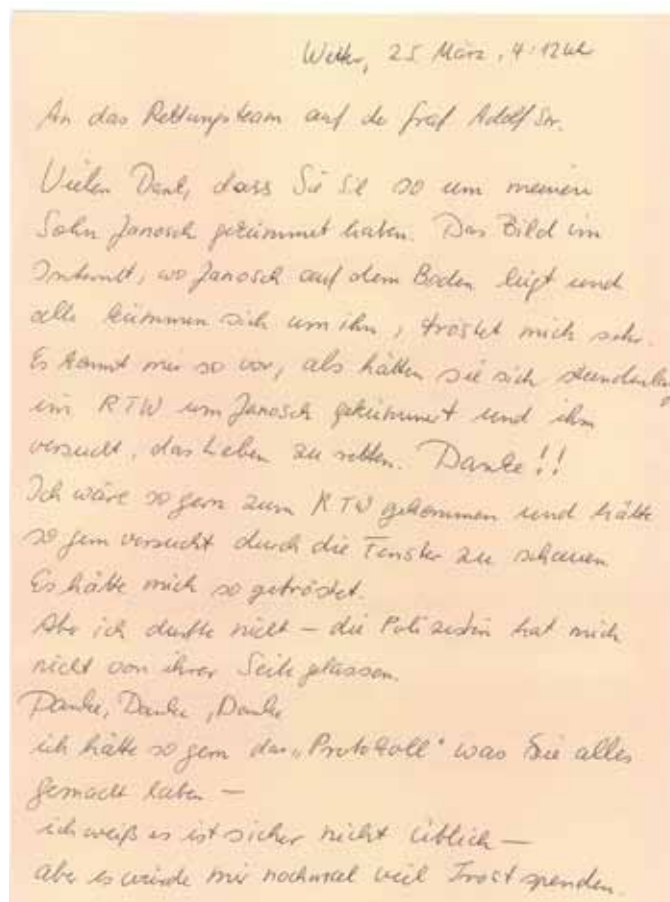 Wetter, 25 März, 4:12 Uhr
An das Rettungsteam auf de Graf Adolf Str.
Vielen Dank, dass Sie sich so um meinen
Sohn Janosch gekümmert haben. Das Bild im
Internet, wo Janosch auf dem Boden liegt und
alle kümmern sich um ihn, tröstet mich sehr.
Es kommt mir so vor, als hätten sie sich stundenlang
im RTW um Janosch gekümmert und ihm
versucht, das Leben zu retten. Danke!!
Ich wäre so gern zum RTW gekommen und hätte
so gern versucht durch die Fenster zu schauen
Es hätte mich so getröstet.
Aber ich durfte nicht – die Polizistin hat mich
nicht von ihrer Seite gelassen.
Danke, Danke, Danke
ich hätte so gern das „Protokoll" was Sie alles
gemacht haben –
ich weiß es ist sicher nicht üblich –
aber es würde mir nochmal viel Trost spenden.